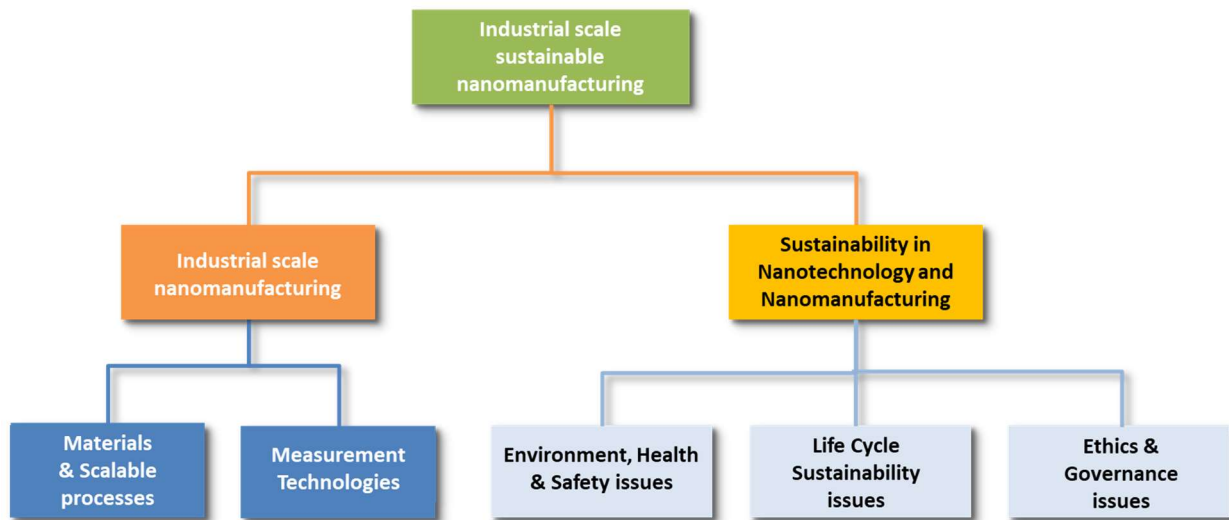 Industrial scale
sustainable
nanomanufacturing
Industrial scale
nanomanufacturing
Sustainability in
Nanotechnology and
Nanomanufacturing
Materials
& Scalable
processes
Measurement
Technologies
Environment, Health
& Safety issues
Life Cycle
Sustainability
issues
Ethics &
Governance
issues